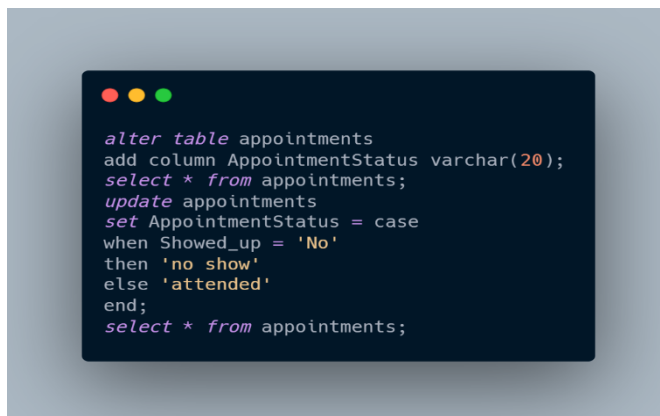 alter table appointments
add column AppointmentStatus varchar(20);
select * from appointments;
update appointments
set AppointmentStatus = case
when Showed_up = 'No'
then 'no show'
else 'attended'
end;
select * from appointments;